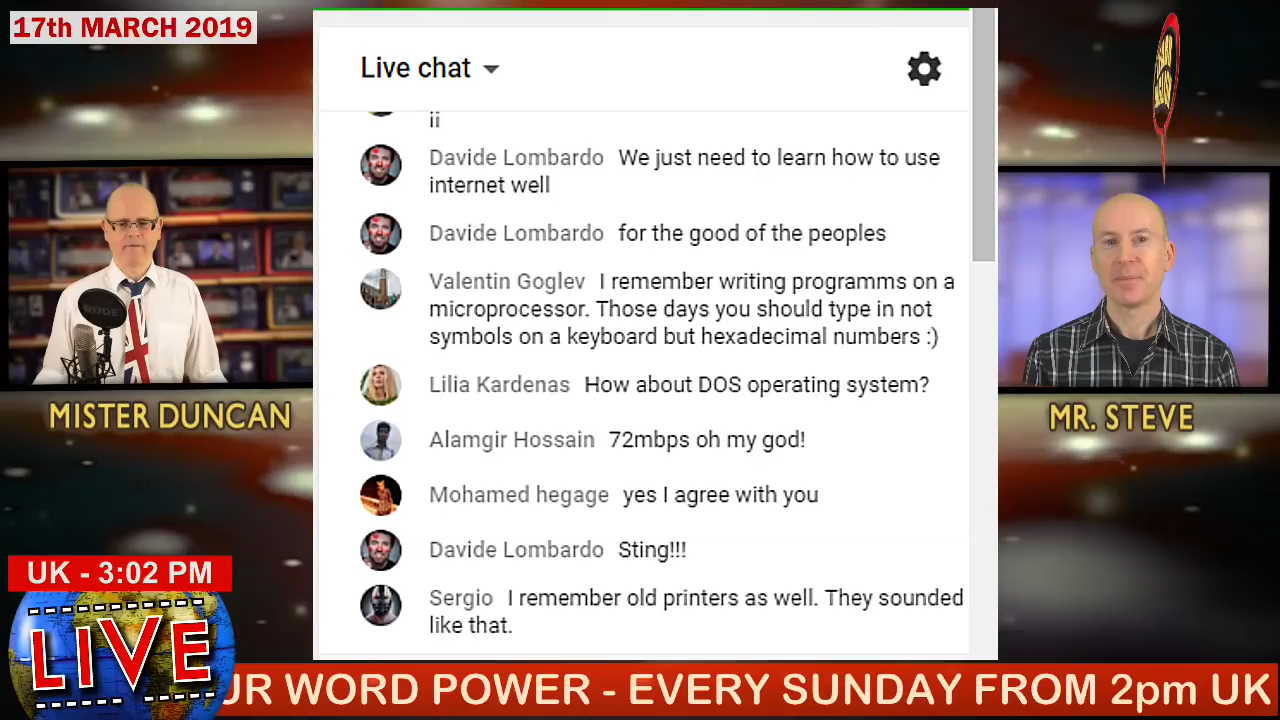 17th MARCH 2019
Live chat
ii
Davide Lombardo We just need to learn how to use
internet well
Davide Lombardo for the good of the peoples
Valentin Goglev I remember writing programms on a
microprocessor. Those days you should type in not
symbols on a keyboard but hexadecimal numbers :)
Lilia Kardenas How about DOS operating system?
Alamgir Hossain 72mbps oh my god!
Mohamed hegage yes I agree with you
Davide Lombardo Sting!!!
Sergio I remember old printers as well. They sounded
like that.
RODE
MISTER DUNCAN
MR. STEVE
UK - 3:02 PM
LIVE
UR WORD POWER - EVERY SUNDAY FROM 2pm UK